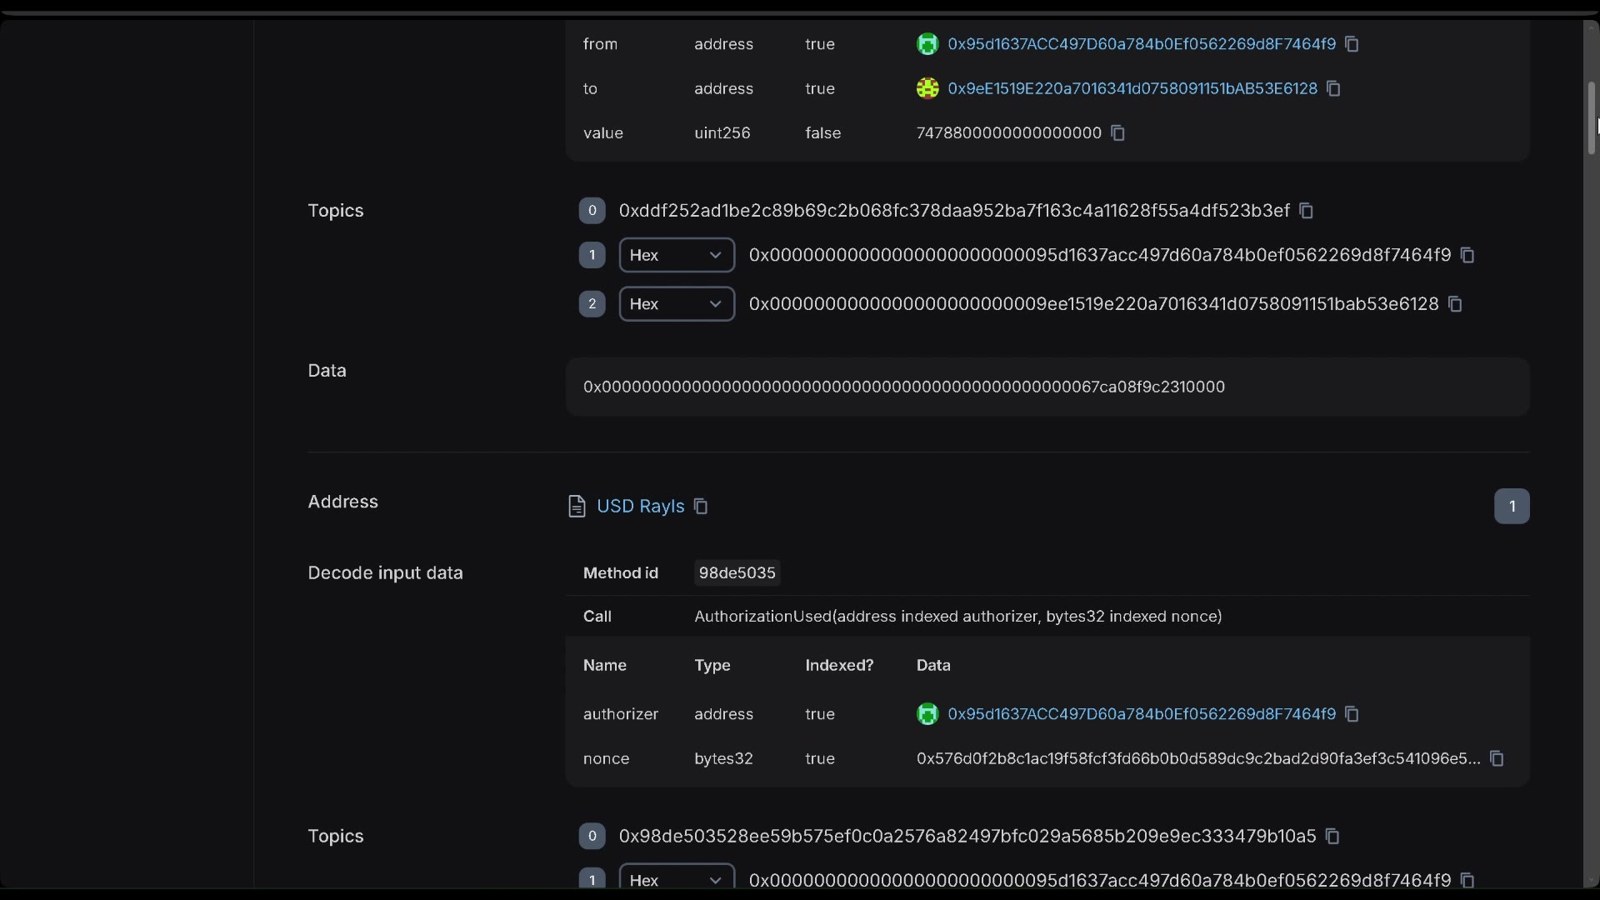 from address true 0x95d1637ACC497D60a784b0Ef0562269d8F7464f9
to address true 0x9eE1519E220a7016341d0758091151bAB53E6128
value uint256 false 7478800000000000000
Topics 0 0xddf252ad1be2c89b69c2b068fc378daa952ba7f163c4a11628f55a4df523b3ef
1 Hex 0x00000000000000000000000095d1637acc497d60a784b0ef0562269d8f7464f9
2 Hex 0x0000000000000000000000009ee1519e220a7016341d0758091151bab53e6128
Data
0x00000000000000000000000000000000000000000000000067ca08f9c2310000
Address USD Rayls 1
Decode input data Method id 98de5035
Call AuthorizationUsed(address indexed authorizer, bytes32 indexed nonce)
Name Type Indexed? Data
authorizer address true 0x95d1637ACC497D60a784b0Ef0562269d8F7464f9
nonce bytes32 true 0x576d0f2b8c1ac19f58fcf3fd66b0b0d589dc9c2bad2d90fa3ef3c541096e5...
Topics 0 0x98de503528ee59b575ef0c0a2576a82497bfc029a5685b209e9ec333479b10a5
1 Hex 0x00000000000000000000000095d1637acc497d60a784b0ef0562269d8f7464f9